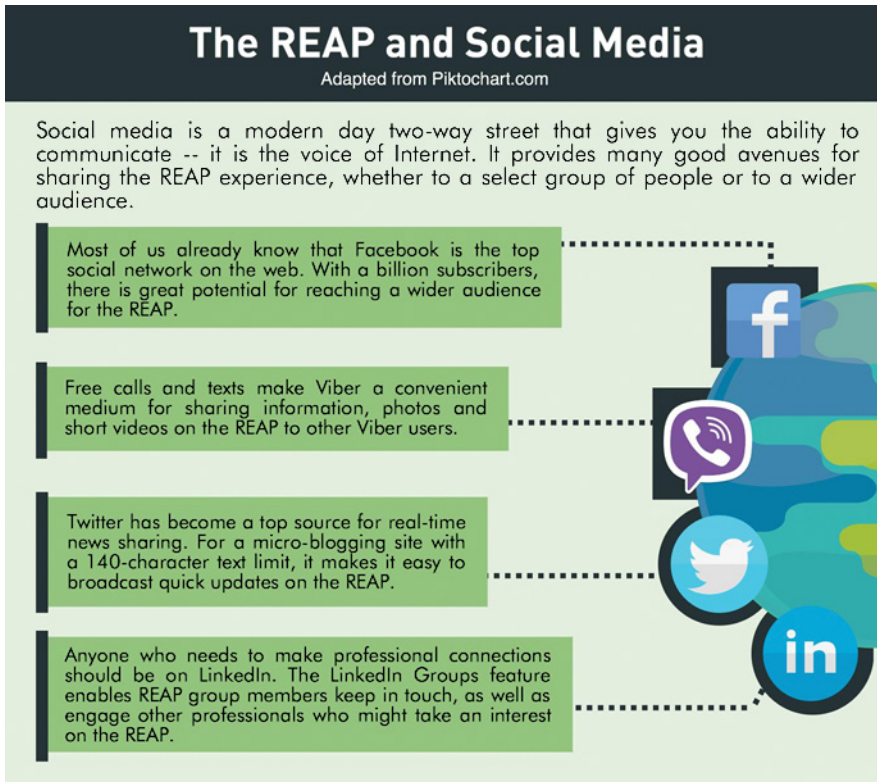 The REAP and Social Media
Adapted from Piktochart.com
Social media is a modern day two-way street that gives you the ability to
communicate -- it is the voice of Internet. It provides many good avenues for
sharing the REAP experience, whether to a select group of people or to a wider
audience.
Most of us already know that Facebook is the top
social network on the web. With a billion subscribers,
there is great potential for reaching a wider audience
for the REAP.
f
Free calls and texts make Viber a convenient
medium for sharing information, photos and
short videos on the REAP to other Viber users.
Twitter has become a top source for real-time
news sharing. For a micro-blogging site with
a 140-character text limit, it makes it easy to
broadcast quick updates on the REAP.
Anyone who needs to make professional connections
should be on LinkedIn. The LinkedIn Groups feature
enables REAP group members keep in touch, as well as
engage other professionals who might take an interest
on the REAP.
in